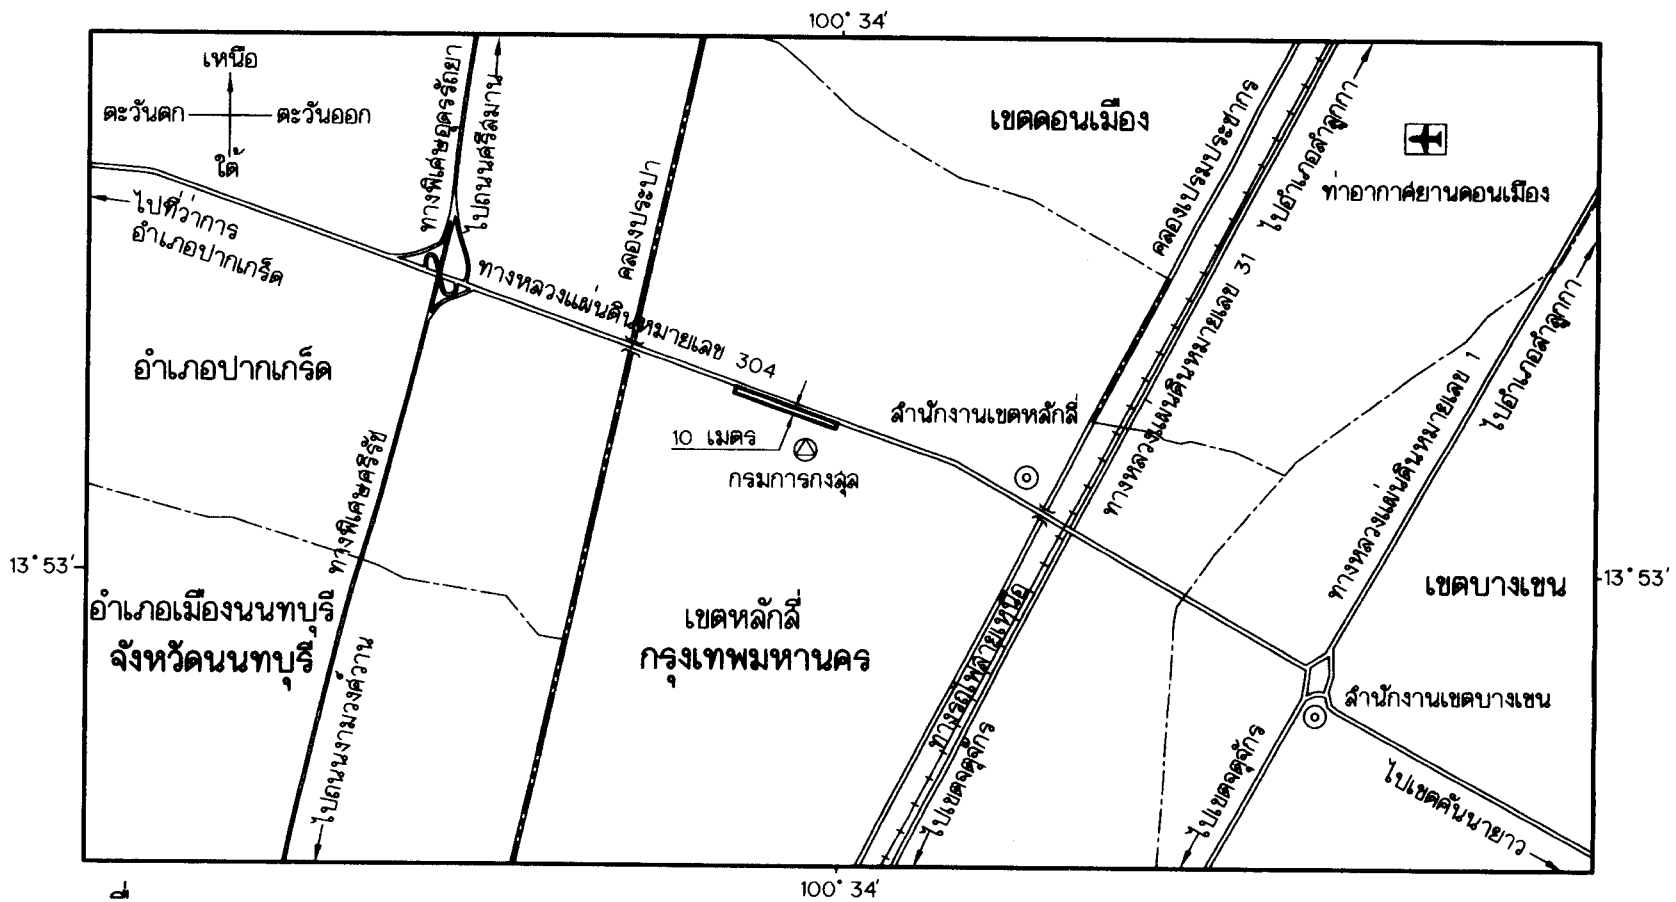 100° 34′
เหนือ
ตะวันตก
ตะวันออก
ใต้
ทางพิเศษอุดรรัถยา
ไปถนนศรีสมาน
คลองประปา
เขตดอนเมือง
คลองเปรมประชากร
ไปอำเภอลำลูกกา
ท่าอากาศยานดอนเมือง
ไปที่ว่าการ
อำเภอปากเกร็ด
ทางหลวงแผ่นดินหมายเลข 304
ทางหลวงแผ่นดินหมายเลข 31
ไปอำเภอลำลูกกา
อำเภอปากเกร็ด
สำนักงานเขตหลักสี่
10 เมตร
กรมการกงสุล
ทางหลวงแผ่นดินหมายเลข 1
ทางพิเศษศรีรัช
13° 53′
13° 53′
เขตบางเขน
อำเภอเมืองนนทบุรี
จังหวัดนนทบุรี
เขตหลักสี่
กรุงเทพมหานคร
ทางรถไฟสายเหนือ
สำนักงานเขตบางเขน
ไปถนนงามวงศ์วาน
ไปเขตจตุจักร
ไปเขตจตุจักร
ไปเขตคันนายาว
100° 34′